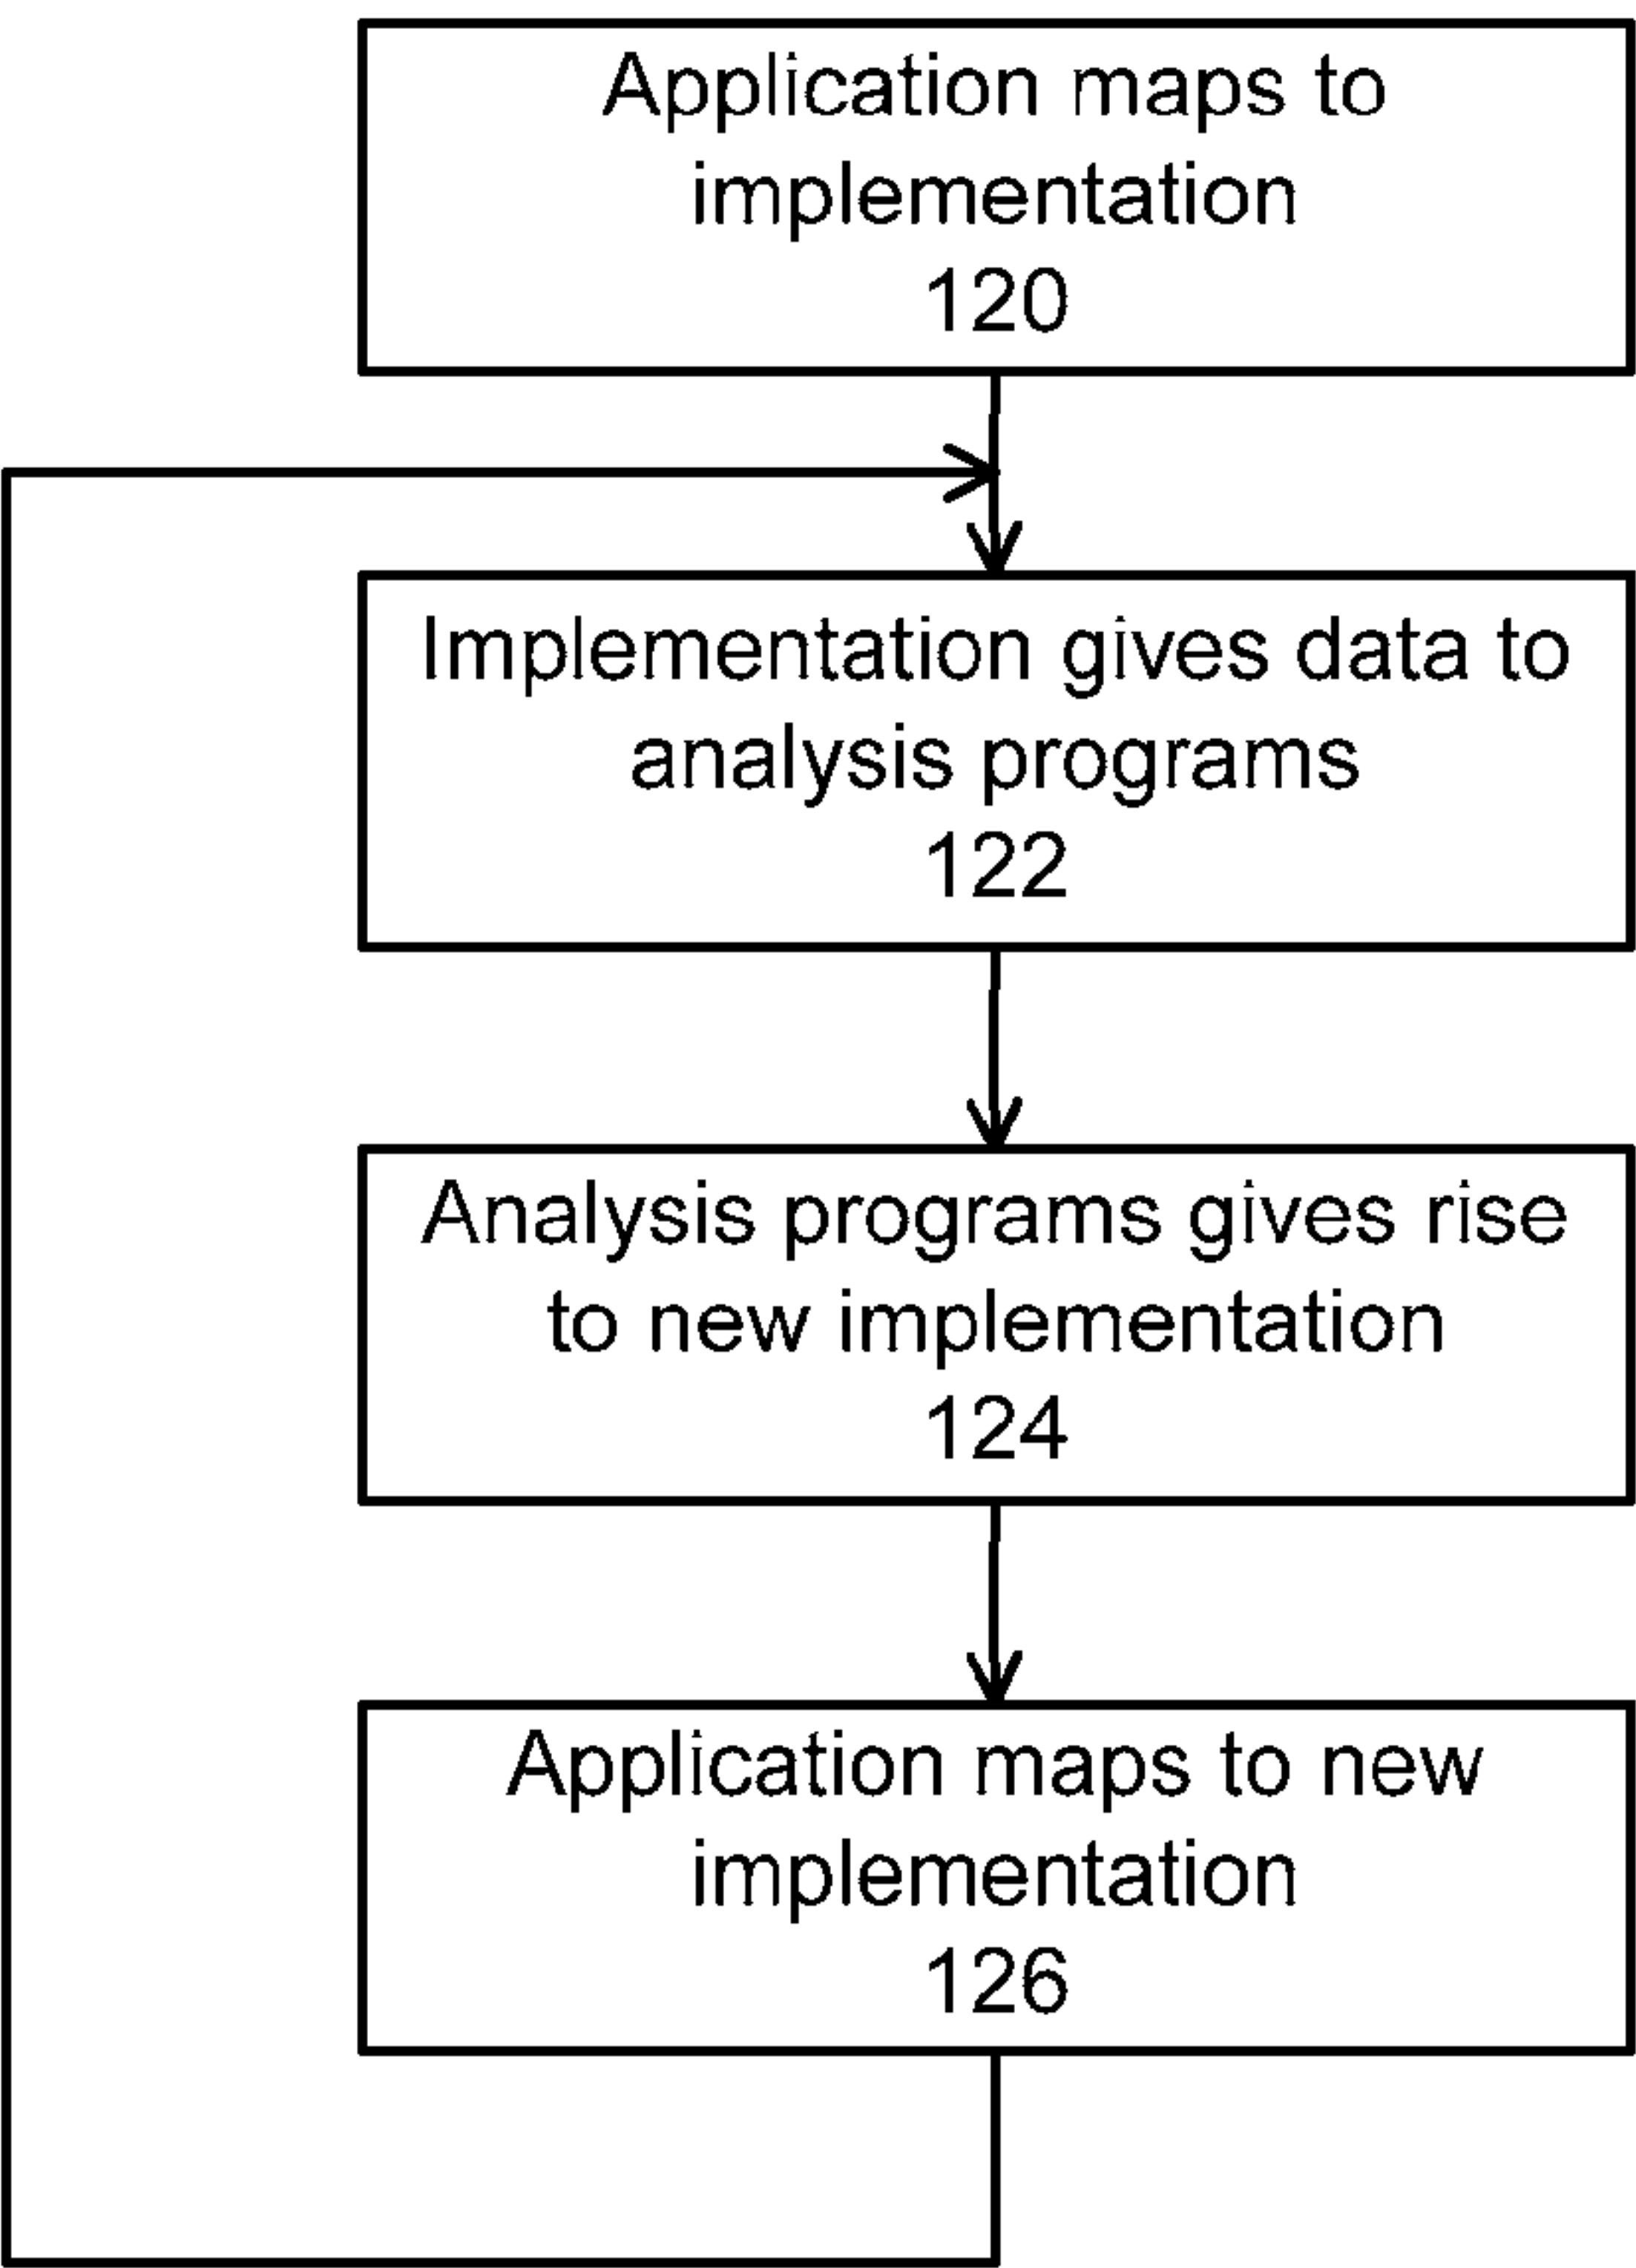 Application maps to
implementation
120
Implementation gives data to
analysis programs
122
Analysis programs gives rise
to new implementation
124
Application maps to new
implementation
126